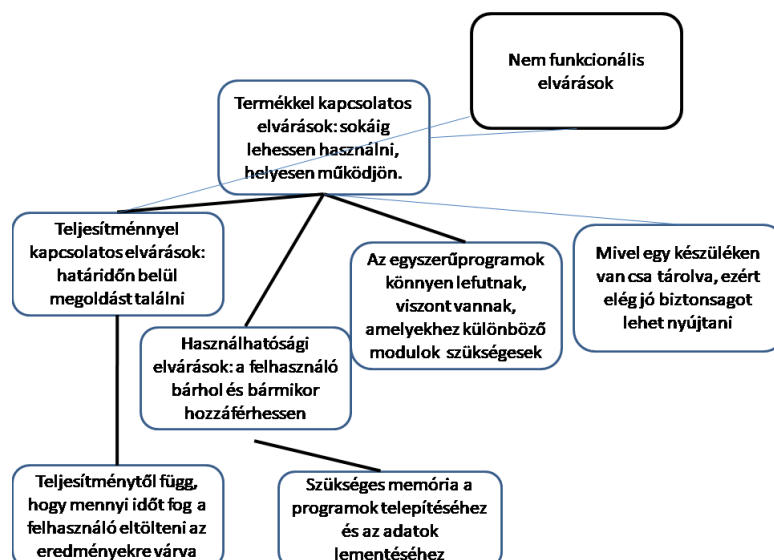 Nem funkcionális
elvárások
Termékkel kapcsolatos
elvárások: sokáig
lehessen használni,
helyesen működjön.
Teljesítménnyel
kapcsolatos elvárások:
határidőn belül
megoldást találni
Az egyszerűprogramok
könnyen lefutnak,
viszont vannak,
amelyekhez különböző
modulok szükségesek
Mivel egy készüléken
van csa tárolva, ezért
elég jó biztonsagot
lehet nyújtani
Használhatósági
elvárások: a felhasználó
bárhol és bármikor
hozzáférhessen
Teljesítménytől függ,
hogy mennyi időt fog a
felhasználó eltölteni az
eredményekre várva
Szükséges memória a
programok telepítéséhez
és az adatok
lementéséhez